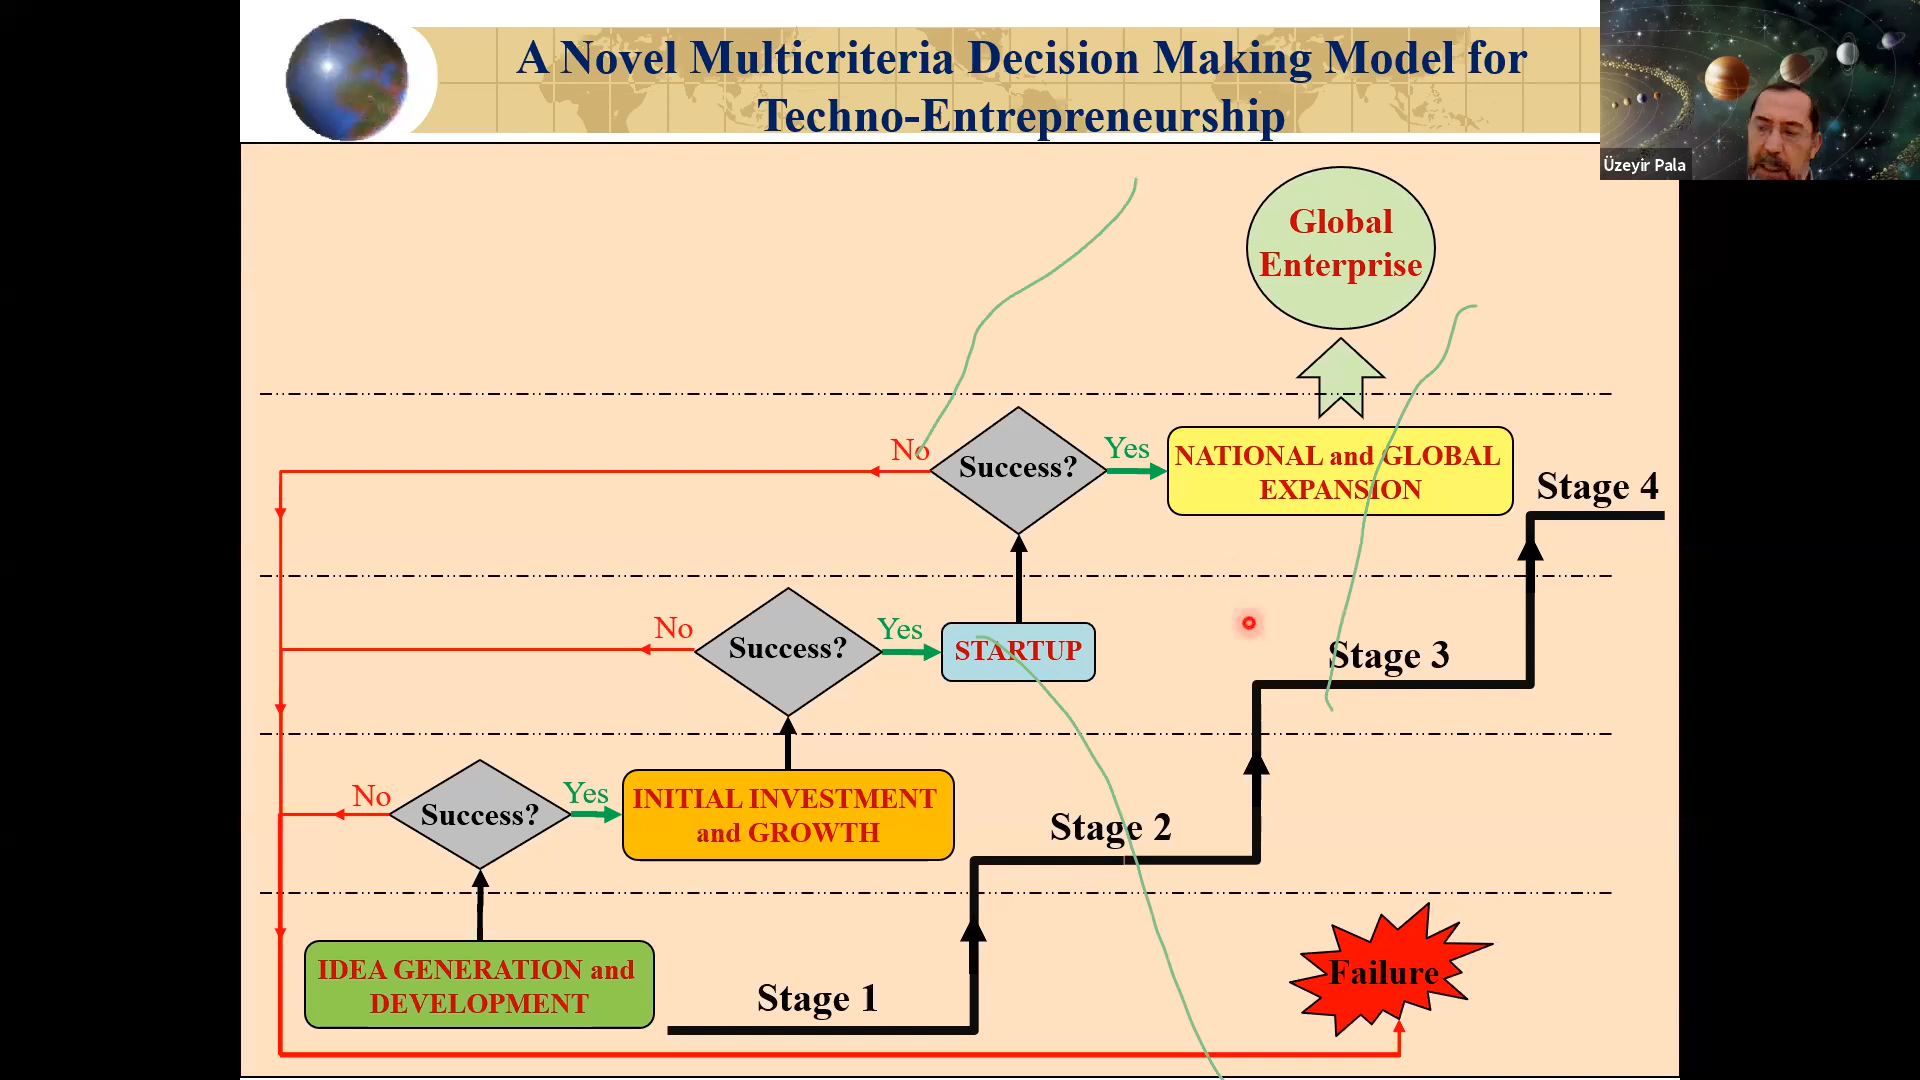 A Novel Multicriteria Decision Making Model for
Techno-Entrepreneurship
Üzeyir Pala
Global
Enterprise
No
Success?
Yes
NATIONAL and GLOBAL
EXPANSION
Stage 4
No
Success?
Yes
STARTUP
Stage 3
No
Success?
Yes
INITIAL INVESTMENT
and GROWTH
Stage 2
IDEA GENERATION and
DEVELOPMENT
Stage 1
Failure